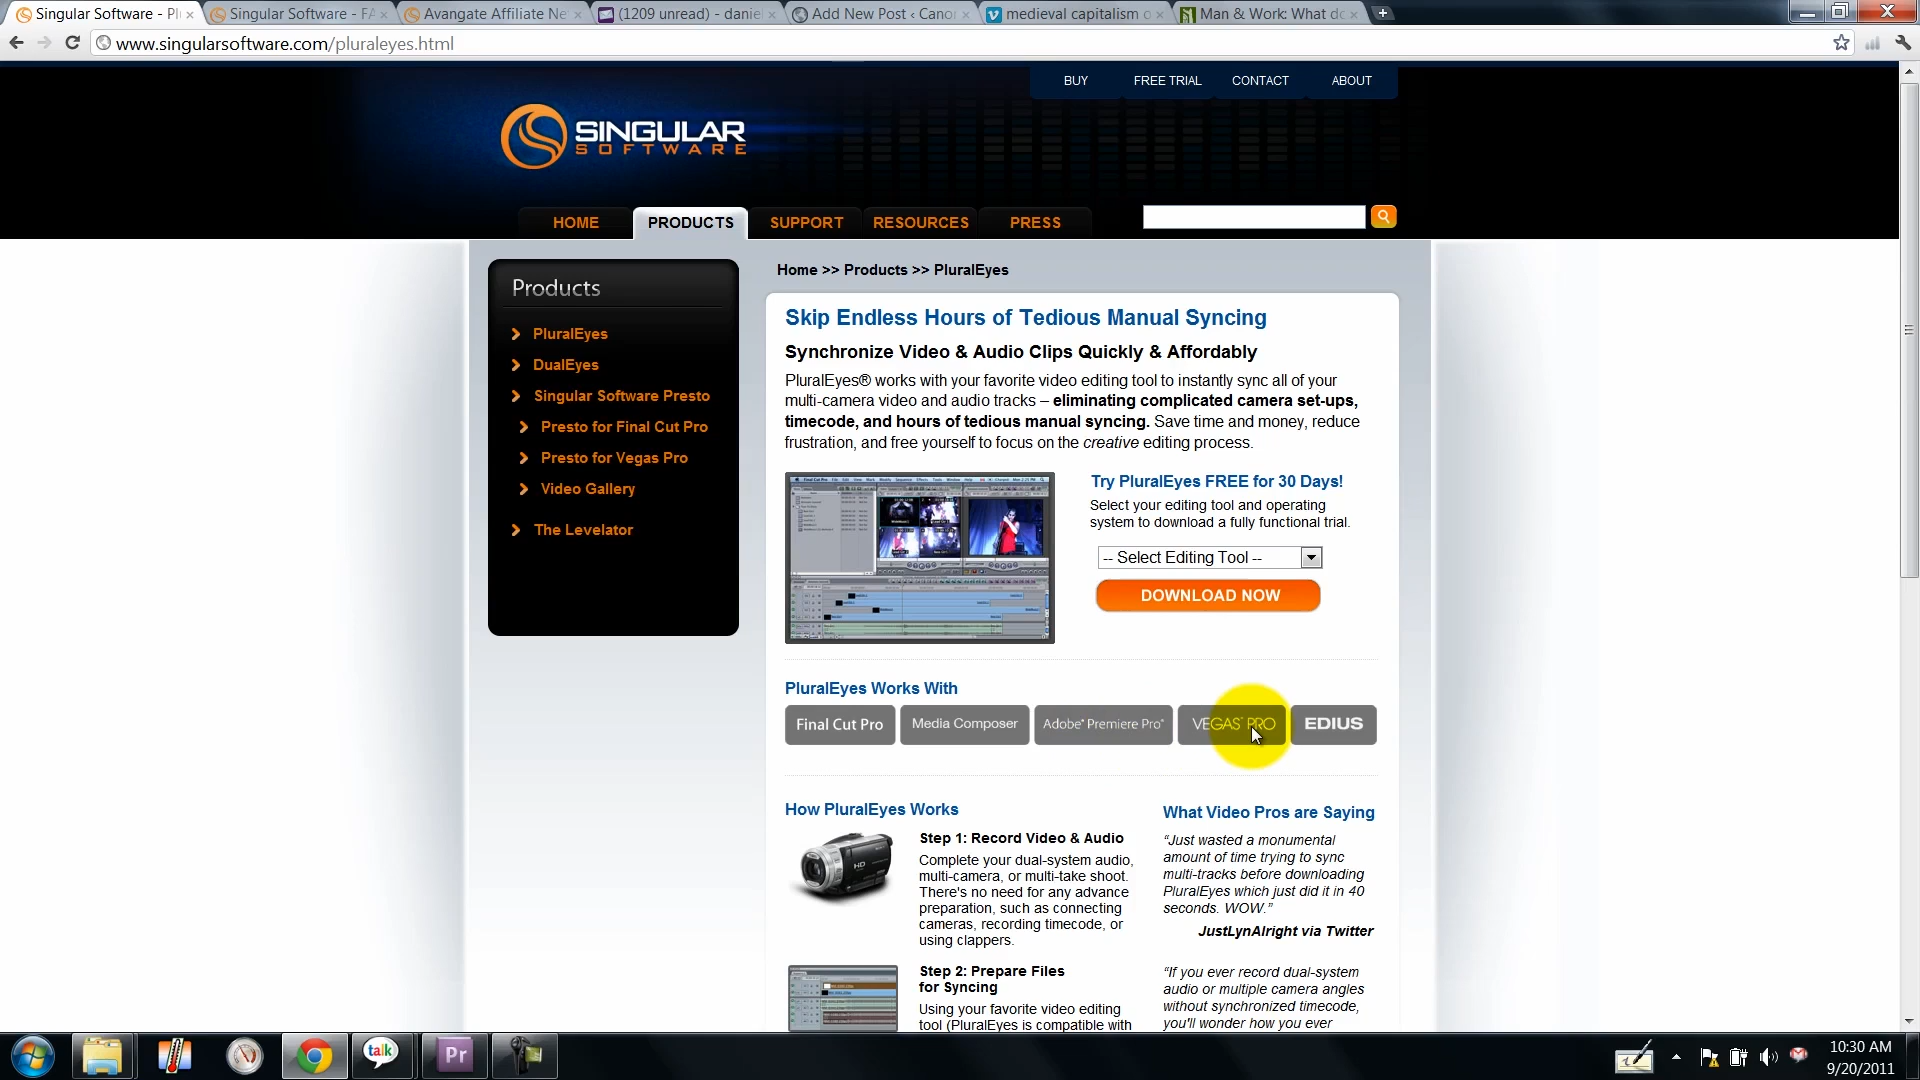 Singular Software - Pl
Singular Software - FA
Avangate Affiliate Ne
(1209 unread) - daniel
Add New Post ‹ Canon
medieval capitalism o
Man & Work: What do
www.singularsoftware.com/pluraleyes.html
BUY FREE TRIAL CONTACT ABOUT
SINGULAR
SOFTWARE
HOME PRODUCTS SUPPORT RESOURCES PRESS
Products
PluralEyes
DualEyes
Singular Software Presto
Presto for Final Cut Pro
Presto for Vegas Pro
Video Gallery
The Levelator
Home >> Products >> PluralEyes
Skip Endless Hours of Tedious Manual Syncing
Synchronize Video & Audio Clips Quickly & Affordably
PluralEyes® works with your favorite video editing tool to instantly sync all of your
multi-camera video and audio tracks – eliminating complicated camera set-ups,
timecode, and hours of tedious manual syncing. Save time and money, reduce
frustration, and free yourself to focus on the creative editing process.
Try PluralEyes FREE for 30 Days!
Select your editing tool and operating
system to download a fully functional trial.
-- Select Editing Tool --
DOWNLOAD NOW
PluralEyes Works With
Final Cut Pro
Media Composer
Adobe® Premiere Pro®
VEGAS™ PRO
EDIUS
How PluralEyes Works
Step 1: Record Video & Audio
Complete your dual-system audio,
multi-camera, or multi-take shoot.
There's no need for any advance
preparation, such as connecting
cameras, recording timecode, or
using clappers.
HD
Step 2: Prepare Files
for Syncing
Using your favorite video editing
tool (PluralEyes is compatible with
What Video Pros are Saying
“Just wasted a monumental
amount of time trying to sync
multi-tracks before downloading
PluralEyes which just did it in 40
seconds. WOW.”
JustLynAlright via Twitter
“If you ever record dual-system
audio or multiple camera angles
without synchronized timecode,
you'll wonder how you ever
talk
Pr
10:30 AM
9/20/2011